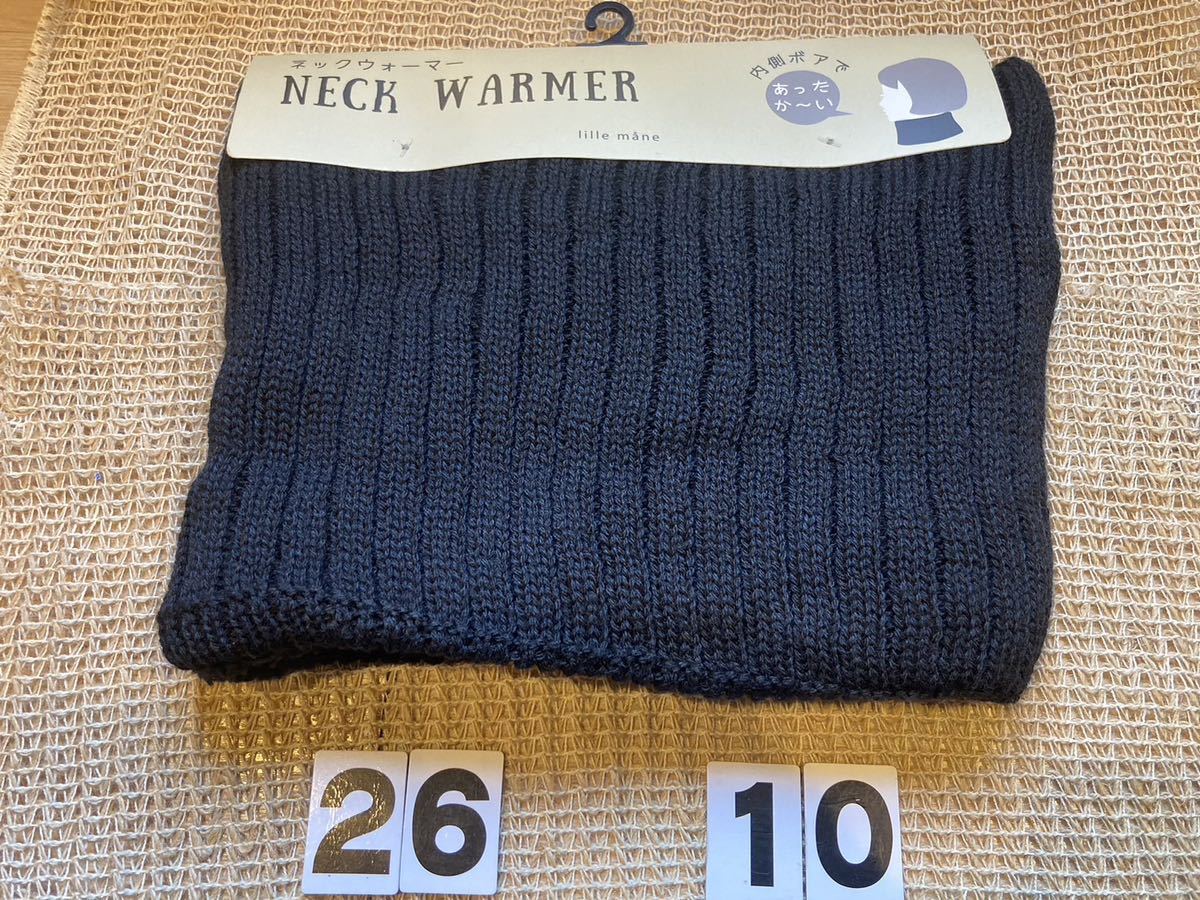 ネックウォーマー
NECK WARMER
lille måne
内側ボアで
あった
か〜い
26
10